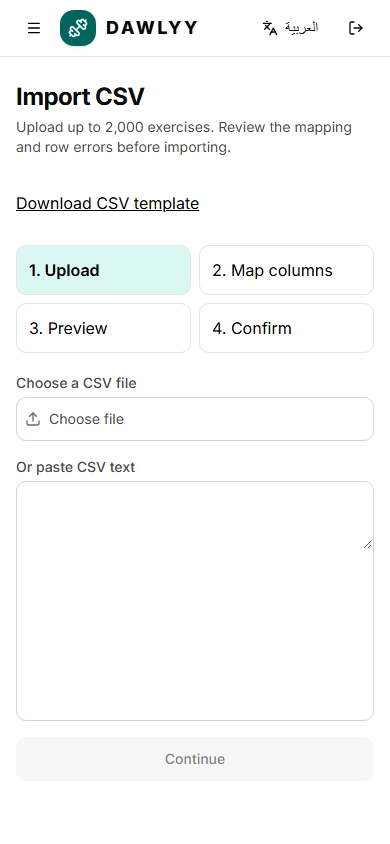 DAWLYY
العربية
Import CSV
Upload up to 2,000 exercises. Review the mapping
and row errors before importing.
Download CSV template
1. Upload
2. Map columns
3. Preview
4. Confirm
Choose a CSV file
Choose file
Or paste CSV text
Continue